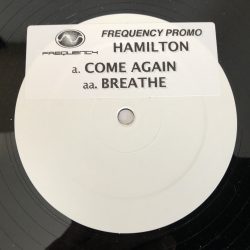 FREQUENCY
FREQUENCY PROMO
HAMILTON
a. COME AGAIN
aa. BREATHE